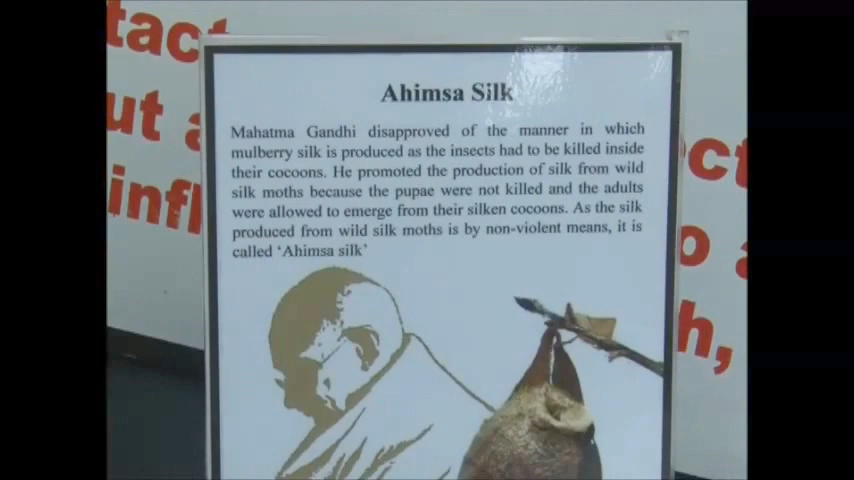 Ahimsa Silk
Mahatma Gandhi disapproved of the manner in which
mulberry silk is produced as the insects had to be killed inside
their cocoons. He promoted the production of silk from wild
silk moths because the pupae were not killed and the adults
were allowed to emerge from their silken cocoons. As the silk
produced from wild silk moths is by non-violent means, it is
called ‘Ahimsa silk’